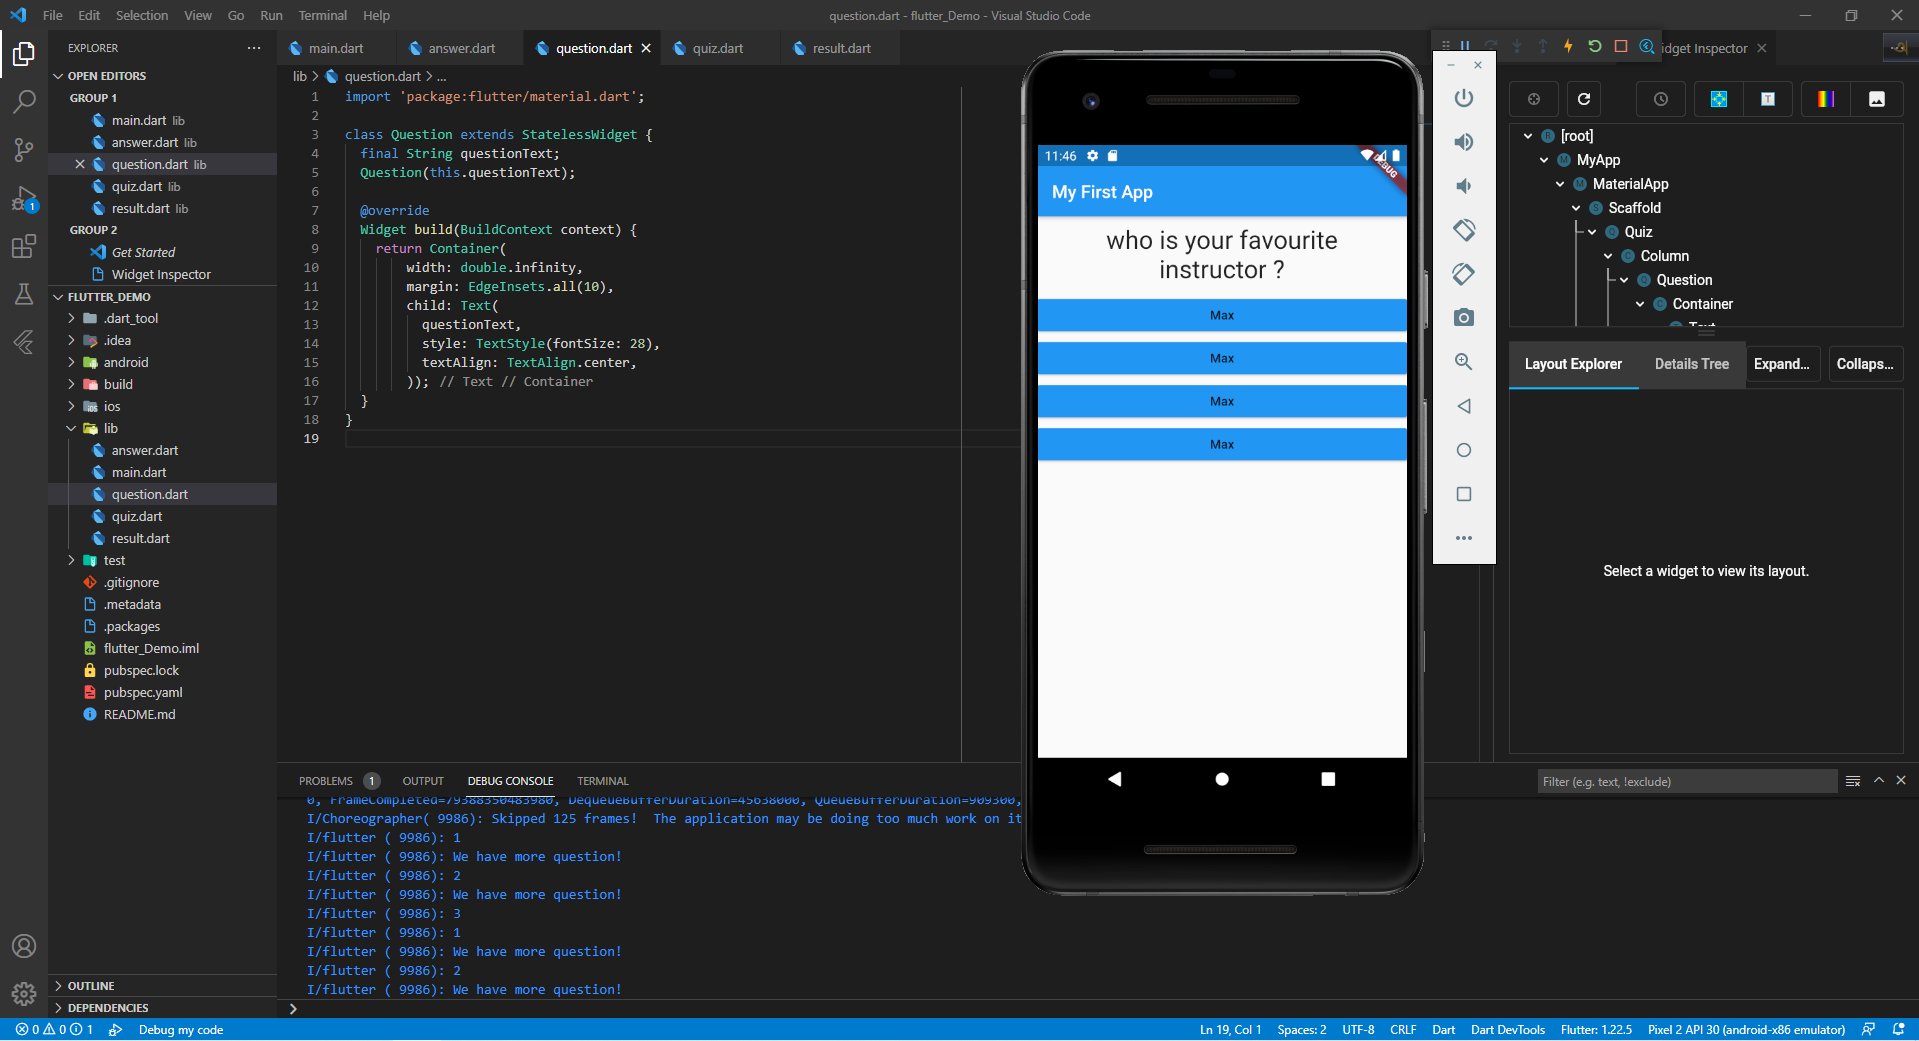 File Edit Selection View Go Run Terminal Help
question.dart - flutter_Demo - Visual Studio Code
EXPLORER
OPEN EDITORS
GROUP 1
main.dart lib
answer.dart lib
question.dart lib
quiz.dart lib
result.dart lib
GROUP 2
Get Started
Widget Inspector
FLUTTER_DEMO
.dart_tool
.idea
android
build
ios
lib
answer.dart
main.dart
question.dart
quiz.dart
result.dart
test
.gitignore
.metadata
.packages
flutter_Demo.iml
pubspec.lock
pubspec.yaml
README.md
OUTLINE
DEPENDENCIES
main.dart answer.dart question.dart quiz.dart result.dart
lib > question.dart > ...
1 import 'package:flutter/material.dart';
2
3 class Question extends StatelessWidget {
4 final String questionText;
5 Question(this.questionText);
6
7 @override
8 Widget build(BuildContext context) {
9 return Container(
10 width: double.infinity,
11 margin: EdgeInsets.all(10),
12 child: Text(
13 questionText,
14 style: TextStyle(fontSize: 28),
15 textAlign: TextAlign.center,
16 )); // Text // Container
17 }
18 }
19
11:46
DEBUG
My First App
who is your favourite
instructor ?
Max
Max
Max
Max
idget Inspector
[root]
MyApp
MaterialApp
Scaffold
Quiz
Column
Question
Container
Text
Layout Explorer Details Tree Expand... Collaps...
Select a widget to view its layout.
PROBLEMS 1 OUTPUT DEBUG CONSOLE TERMINAL
Filter (e.g. text, !exclude)
0, FrameCompleted=79388350483980, DequeueBufferDuration=45638000, QueueBufferDuration=909300,
I/Choreographer( 9986): Skipped 125 frames!  The application may be doing too much work on it
I/flutter ( 9986): 1
I/flutter ( 9986): We have more question!
I/flutter ( 9986): 2
I/flutter ( 9986): We have more question!
I/flutter ( 9986): 3
I/flutter ( 9986): 1
I/flutter ( 9986): We have more question!
I/flutter ( 9986): 2
I/flutter ( 9986): We have more question!
0 0 1 Debug my code
Ln 19, Col 1 Spaces: 2 UTF-8 CRLF Dart Dart DevTools Flutter: 1.22.5 Pixel 2 API 30 (android-x86 emulator)